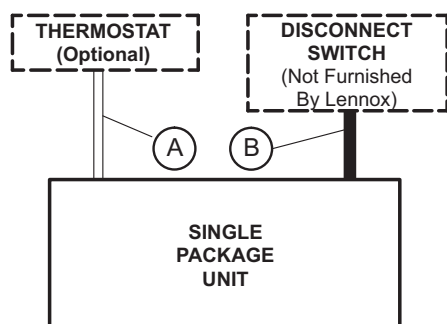 THERMOSTAT
(Optional)
DISCONNECT
SWITCH
(Not Furnished
By Lennox)
A
B
SINGLE
PACKAGE
UNIT